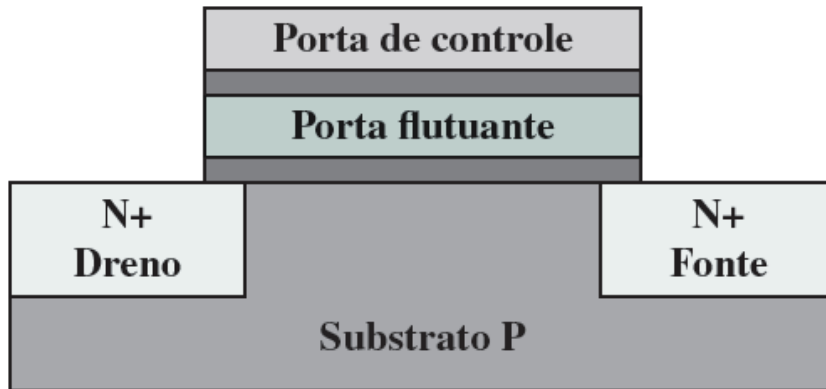 Porta de controle
Porta flutuante
N+
Dreno
N+
Fonte
Substrato P